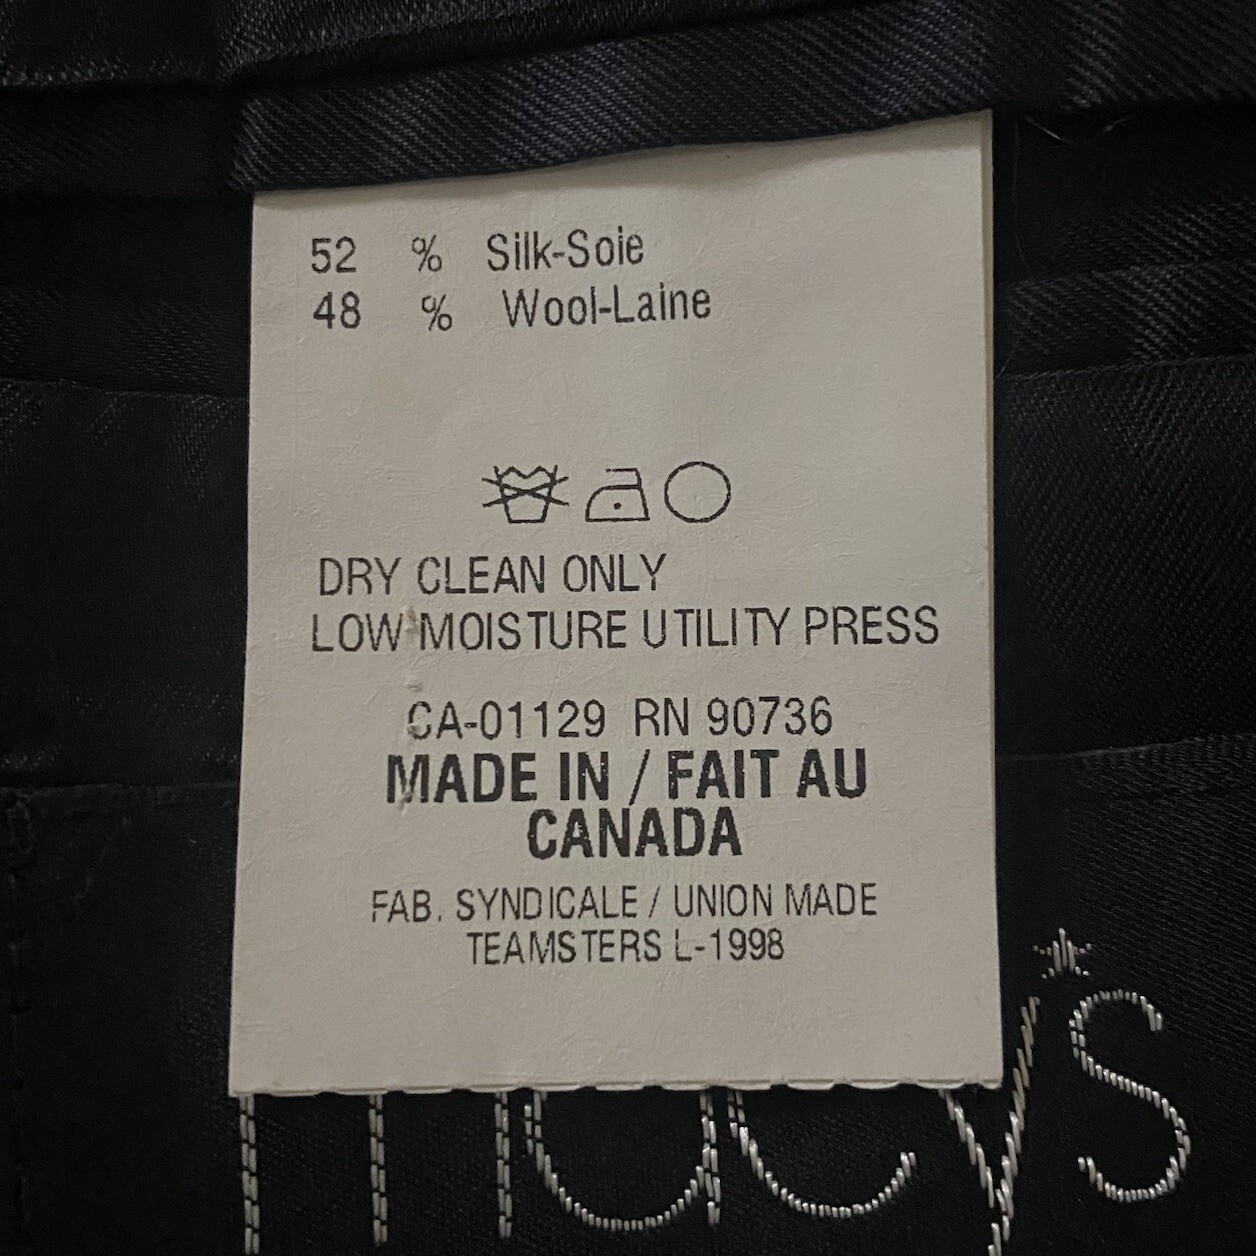 52 % Silk-Soie
48 % Wool-Laine
DRY CLEAN ONLY
LOW MOISTURE UTILITY PRESS
CA-01129 RN 90736
MADE IN / FAIT AU
CANADA
FAB. SYNDICALE / UNION MADE
TEAMSTERS L-1998
macy's